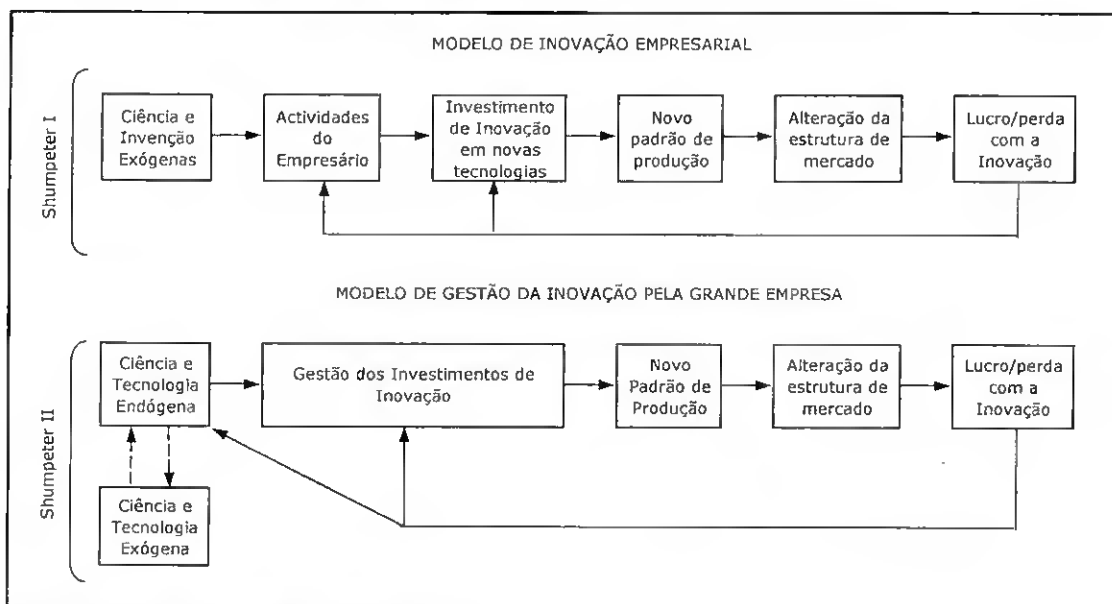 MODELO DE INOVAÇÃO EMPRESARIAL
Shumpeter I
Ciência e
Invenção
Exógenas
Actividades
do
Empresário
Investimento
de Inovação
em novas
tecnologias
Novo
padrão de
produção
Alteração da
estrutura de
mercado
Lucro/perda
com a
Inovação
MODELO DE GESTÃO DA INOVAÇÃO PELA GRANDE EMPRESA
Shumpeter II
Ciência e
Tecnologia
Endógena
Gestão dos Investimentos de
Inovação
Novo
Padrão de
Produção
Alteração da
estrutura de
mercado
Lucro/perda
com a
Inovação
Ciência e
Tecnologia
Exógena